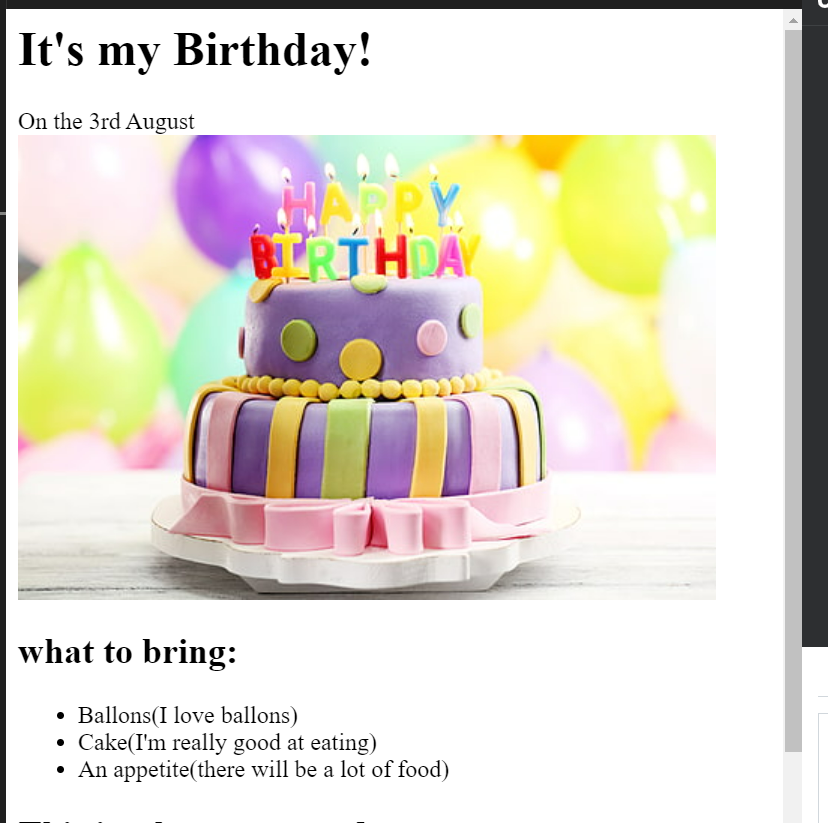 It's my Birthday!
On the 3rd August
HAPPY
BIRTHDAY
what to bring:
Ballons(I love ballons)
Cake(I'm really good at eating)
An appetite(there will be a lot of food)